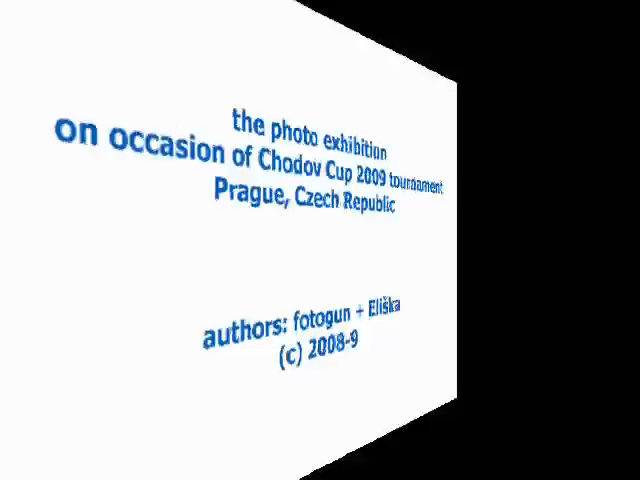 the photo exhibition
on occasion of Chodov Cup 2009 tournament
Prague, Czech Republic
authors: fotogun + Eliška
(c) 2008-9